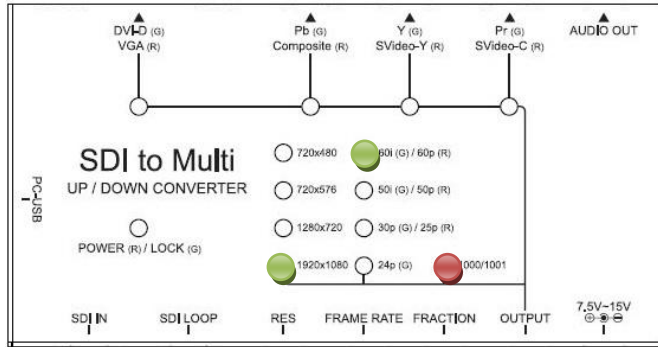 DVI-D (G)
VGA (R)
Pb (G)
Composite (R)
Y (G)
SVideo-Y (R)
Pr (G)
SVideo-C (R)
AUDIO OUT
SDI to Multi
UP / DOWN CONVERTER
POWER (R) / LOCK (G)
PC-USB
720x480
720x576
1280x720
1920x1080
60i (G) / 60p (R)
50i (G) / 50p (R)
30p (G) / 25p (R)
24p (G)
1000/1001
SDI IN
SDI LOOP
RES
FRAME RATE
FRACTION
OUTPUT
7.5V~15V